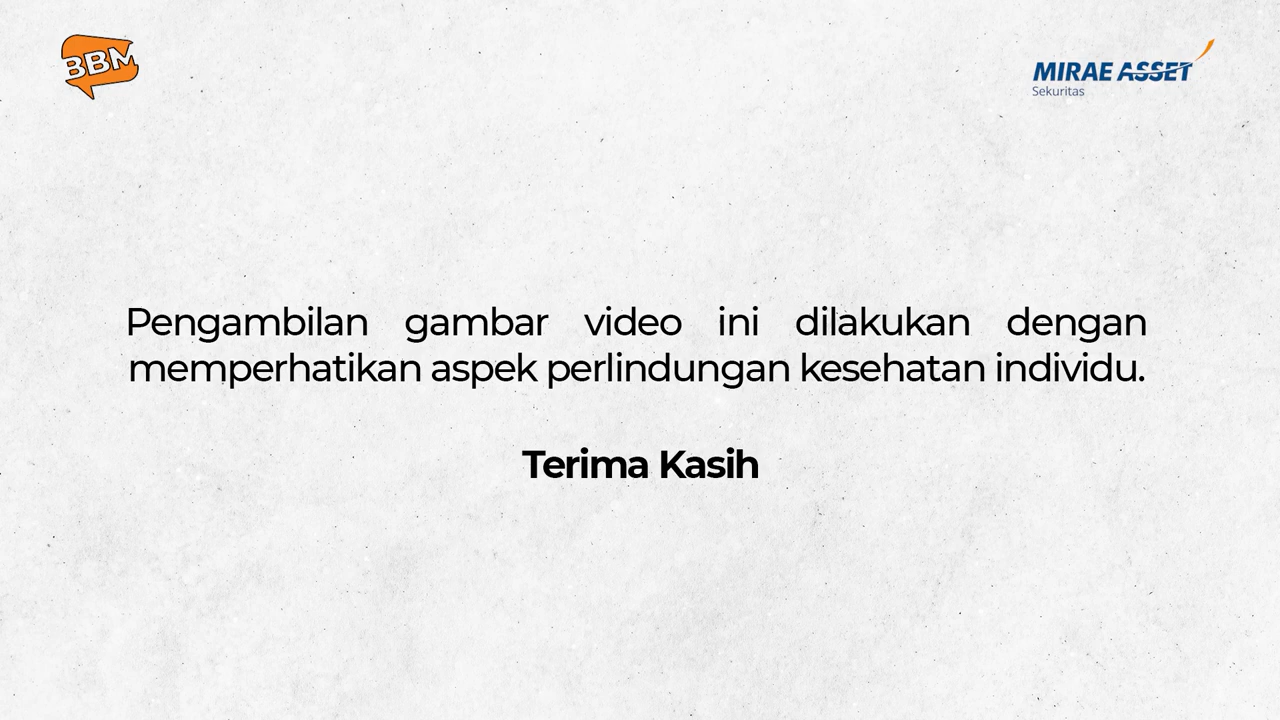 BBM
MIRAE ASSET
Sekuritas
Pengambilan gambar video ini dilakukan dengan
memperhatikan aspek perlindungan kesehatan individu.
Terima Kasih